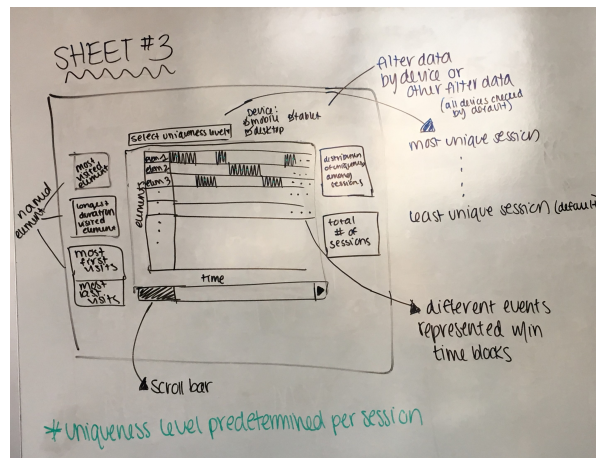 SHEET #3
filter data
by device or
other filter data
(all devices checked
by default)
Device:
mobile
tablet
desktop
select uniqueness level
most unique session
least unique session (default)
named
element
most
visited
element
longest
duration
visited
element
most
first
visits
most
last
visits
elements
elem 1
elem 2
elem 3
time
distribution
of uniqueness
among
sessions
total
# of
sessions
different events
represented w/in
time blocks
scroll bar
* uniqueness level predetermined per session